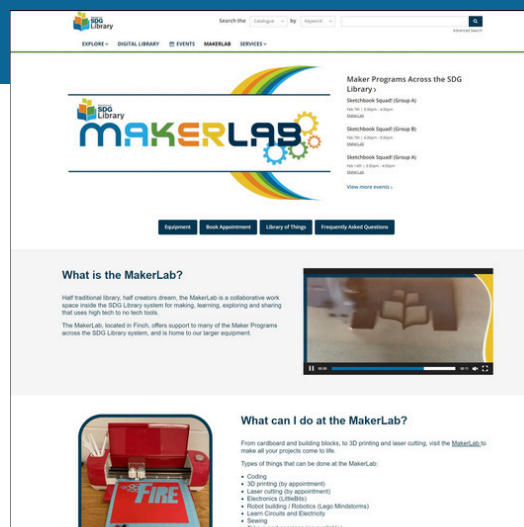 SDG
Library
Search the Catalogue by Keyword
Advanced Search
EXPLORE DIGITAL LIBRARY EVENTS MAKERLAB SERVICES
Maker Programs Across the SDG
Library
Sketchbook Squad! (Group A)
MakerLab
Sketchbook Squad! (Group B)
MakerLab
Sketchbook Squad! (Group A)
MakerLab
View more events
SDG
Library
MAKERLAB
Equipment
Book Appointment
Library of Things
Frequently Asked Questions
What is the MakerLab?
Half traditional library, half creators dream, the MakerLab is a collaborative work
space inside the SDG Library system for making, learning, exploring and sharing
that uses high tech to no tech tools.
The MakerLab, located in Finch, offers support to many of the Maker Programs
across the SDG Library system, and is home to our larger equipment.
FIRE
What can I do at the MakerLab?
From cardboard and building blocks, to 3D printing and laser cutting, visit the MakerLab to
make all your projects come to life.
Types of things that can be done at the MakerLab:
Coding
3D printing (by appointment)
Laser cutting (by appointment)
Electronics (LittleBits)
Robot building / Robotics (Lego Mindstorms)
Learn Circuits and Electricity
Sewing